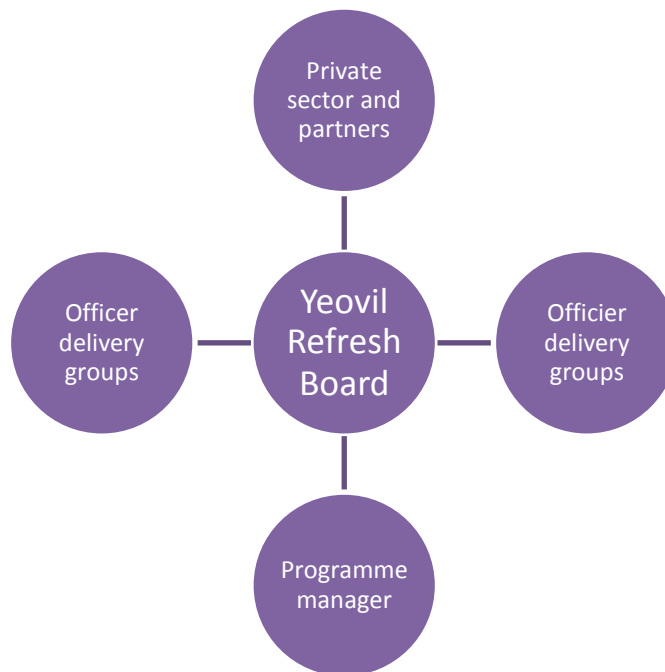 Private
sector and
partners
Officer
delivery
groups
Yeovil
Refresh
Board
Officier
delivery
groups
Programme
manager